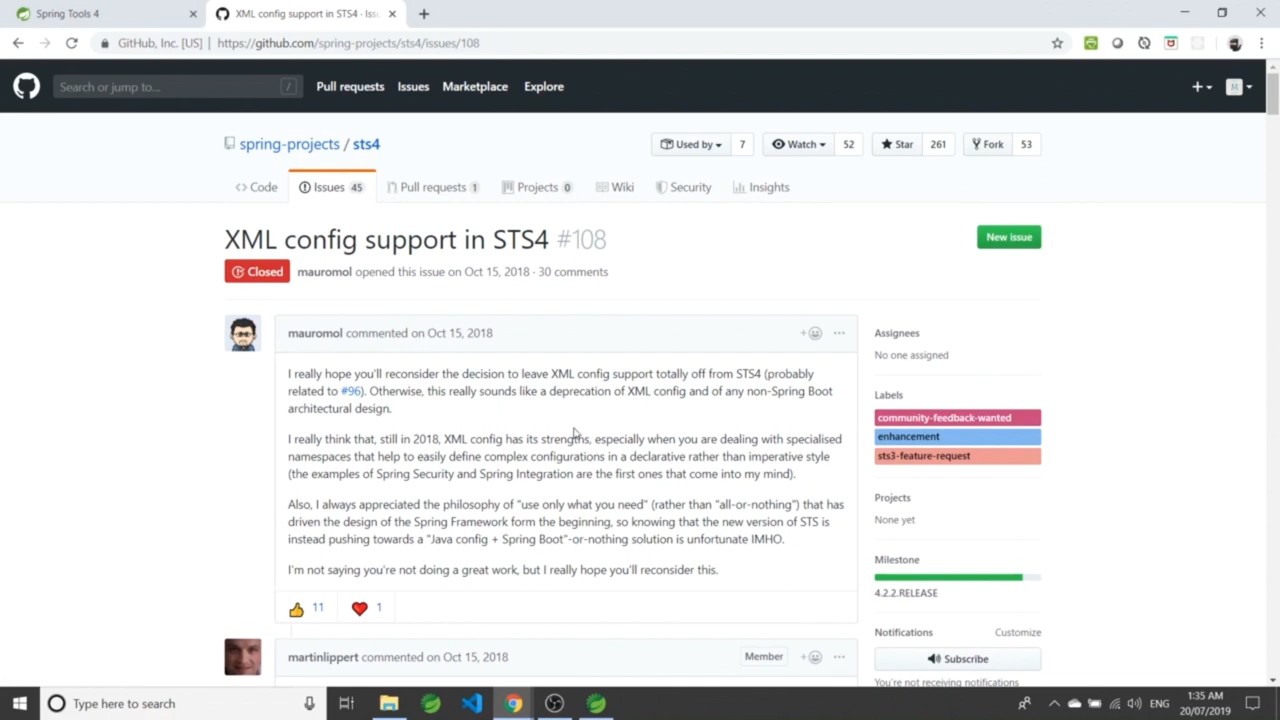 Spring Tools 4
XML config support in STS4 · Iss
GitHub, Inc. [US] | https://github.com/spring-projects/sts4/issues/108
Search or jump to... /
Pull requests Issues Marketplace Explore
M
spring-projects / sts4
Used by 7 Watch 52 Star 261 Fork 53
Code Issues 45 Pull requests 1 Projects 0 Wiki Security Insights
XML config support in STS4 #108
New issue
Closed mauromol opened this issue on Oct 15, 2018 · 30 comments
mauromol commented on Oct 15, 2018
I really hope you'll reconsider the decision to leave XML config support totally off from STS4 (probably
related to #96). Otherwise, this really sounds like a deprecation of XML config and of any non-Spring Boot
architectural design.
I really think that, still in 2018, XML config has its strengths, especially when you are dealing with specialised
namespaces that help to easily define complex configurations in a declarative rather than imperative style
(the examples of Spring Security and Spring Integration are the first ones that come into my mind).
Also, I always appreciated the philosophy of "use only what you need" (rather than "all-or-nothing") that has
driven the design of the Spring Framework form the beginning, so knowing that the new version of STS is
instead pushing towards a "Java config + Spring Boot"-or-nothing solution is unfortunate IMHO.
I'm not saying you're not doing a great work, but I really hope you'll reconsider this.
11 1
martinlippert commented on Oct 15, 2018
Member
Assignees
No one assigned
Labels
community-feedback-wanted
enhancement
sts3-feature-request
Projects
None yet
Milestone
4.2.2.RELEASE
Notifications Customize
Subscribe
You're not receiving notifications
Type here to search
ENG
1:35 AM
20/07/2019